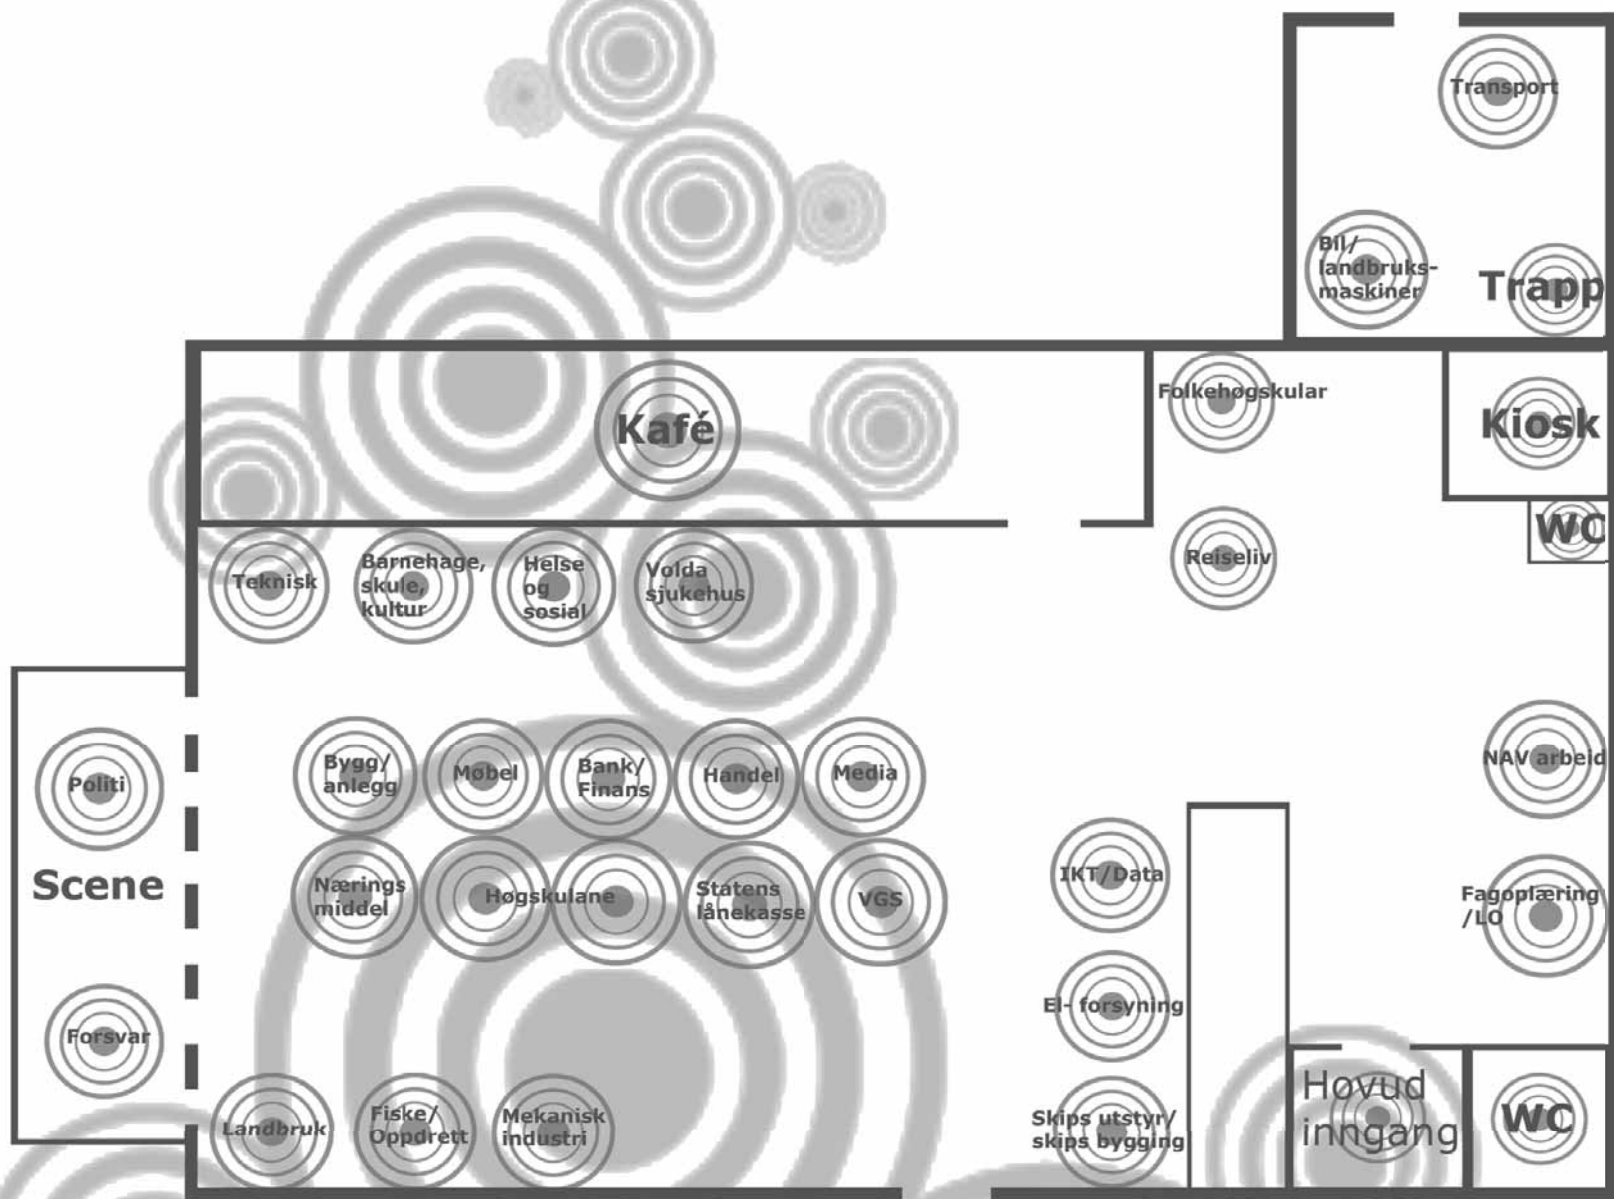 Transport
Bil/
landbruks-
maskiner
Trapp
Kafé
Folkehøgskular
Kiosk
WC
Teknisk
Barnehage,
skule,
kultur
Helse
og
sosial
Volda
sjukehus
Reiseliv
Politi
Bygg/
anlegg
Møbel
Bank/
Finans
Handel
Media
NAV arbeid
Scene
Nærings
middel
Høgskulane
Statens
lånekasse
VGS
IKT/Data
Fagoplæring
/LO
Forsvar
El- forsyning
Landbruk
Fiske/
Oppdrett
Mekanisk
industri
Skips utstyr/
skips bygging
Hovud
inngang
WC